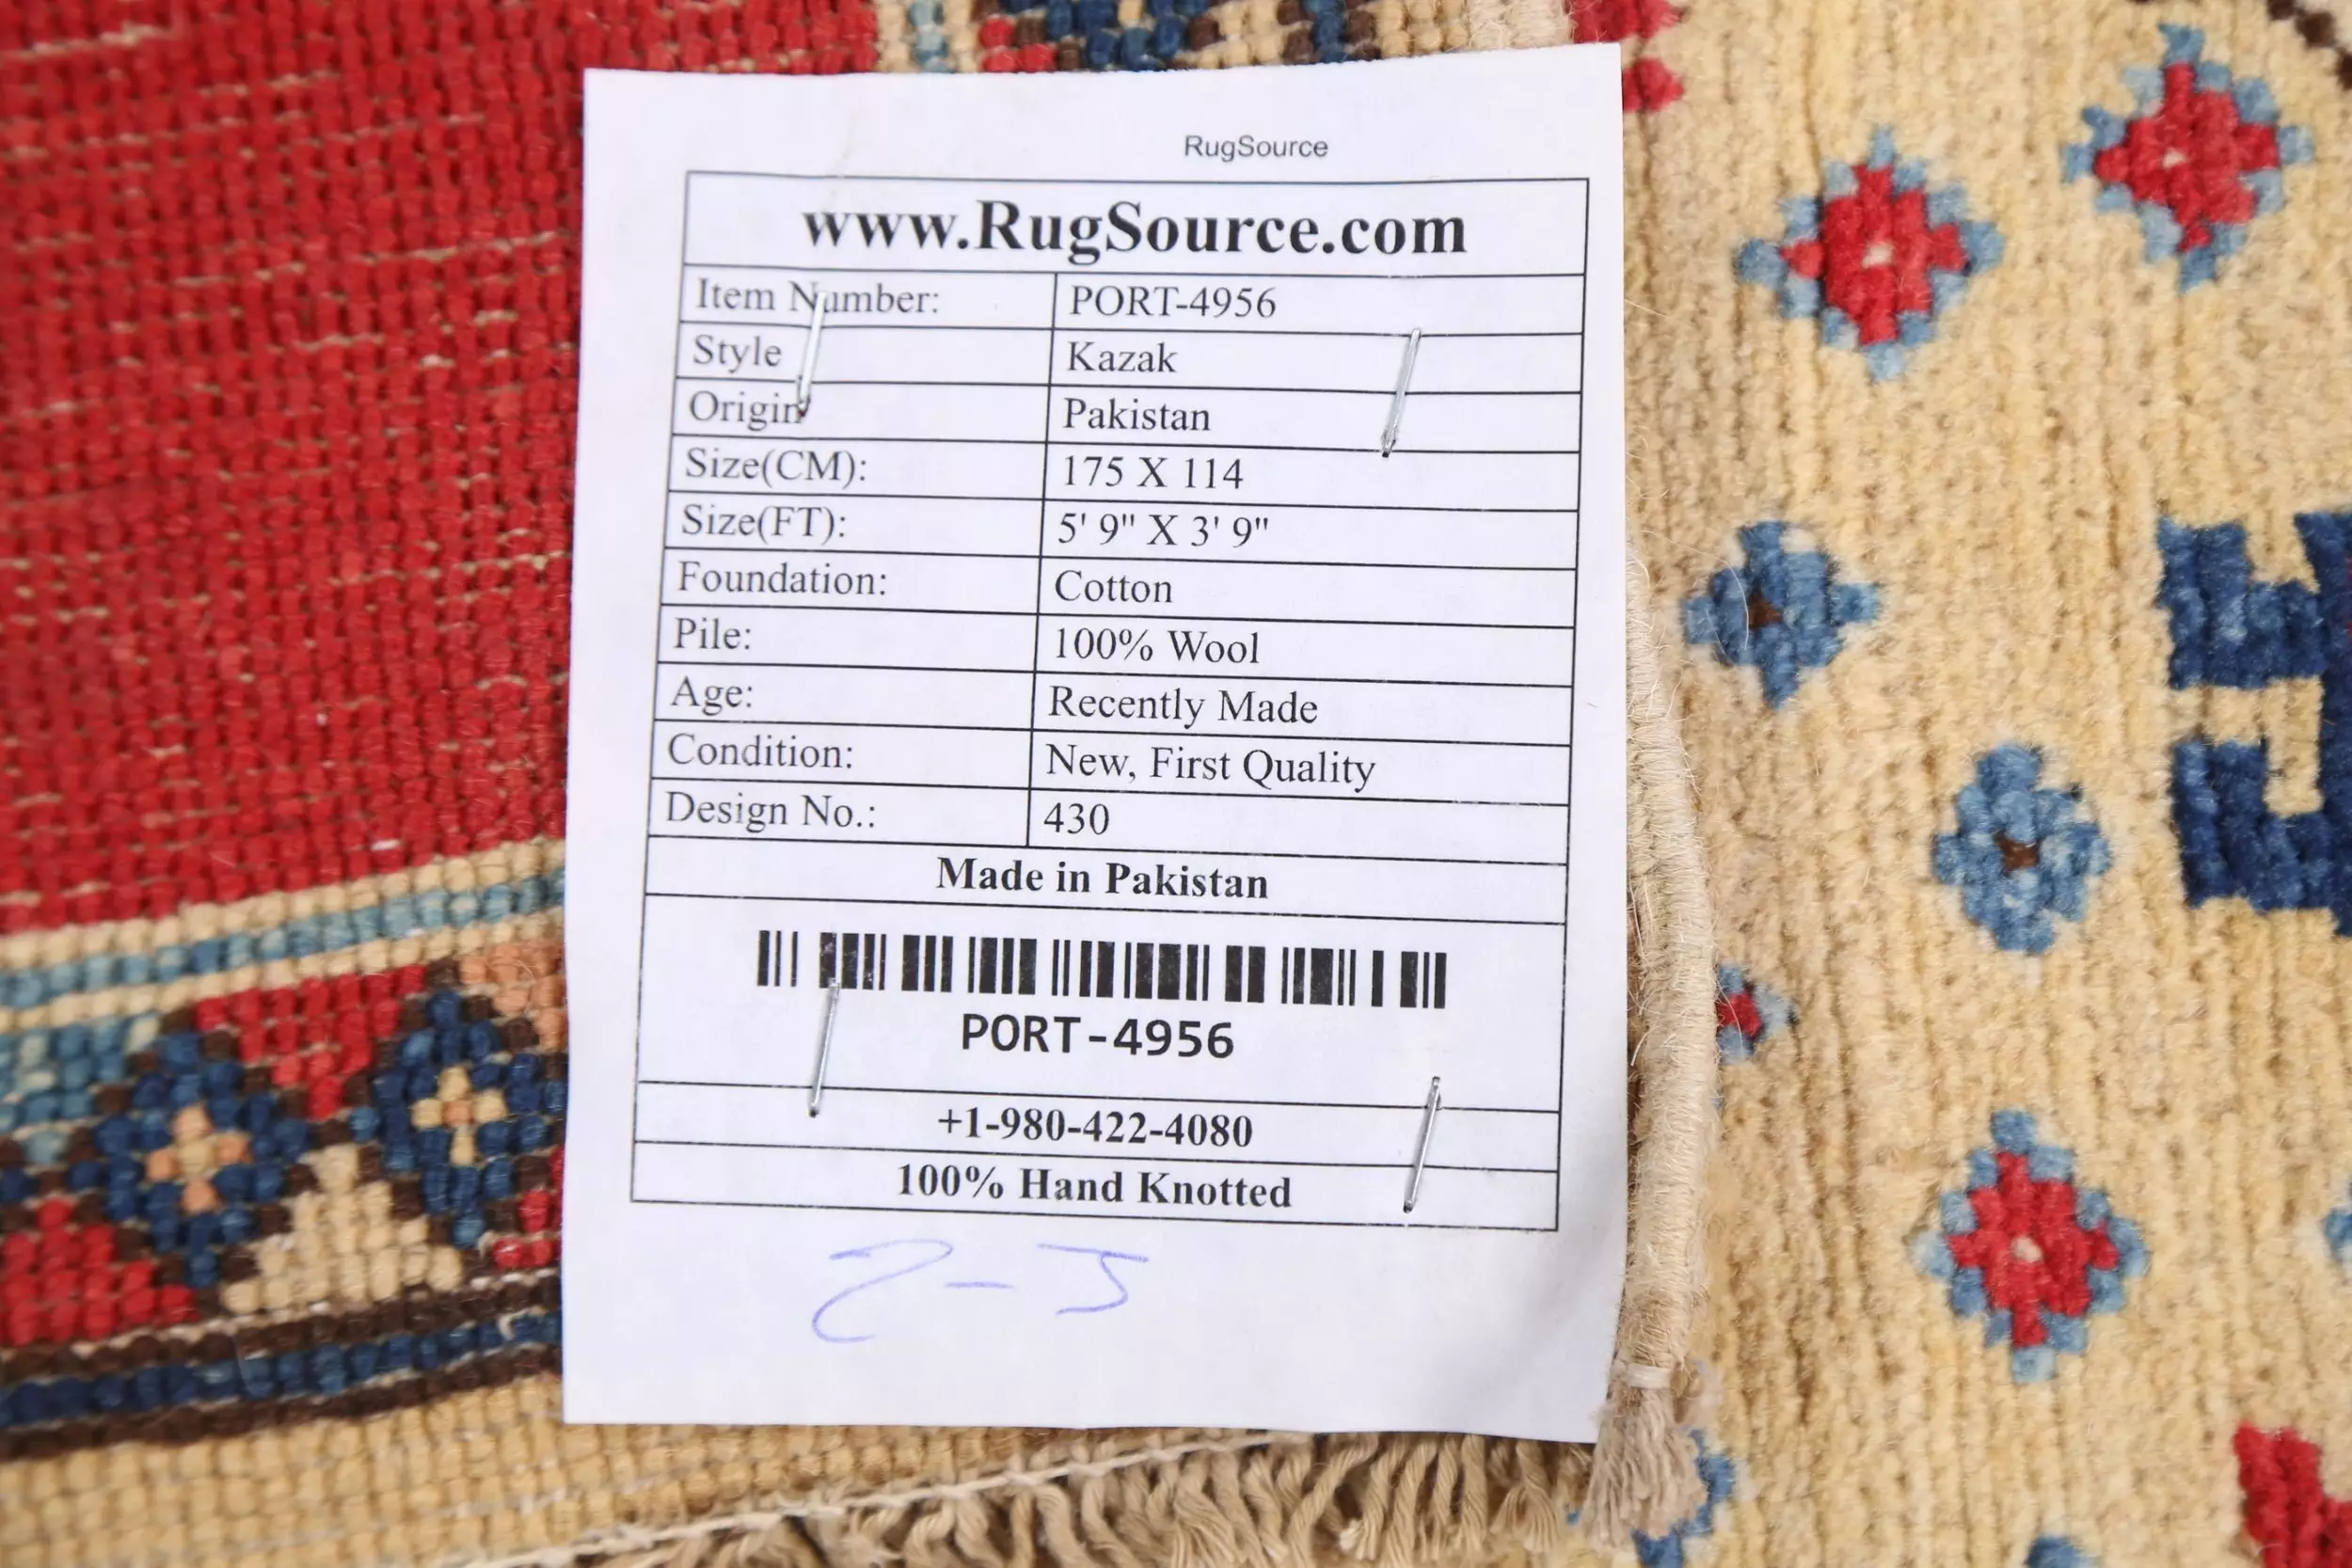 RugSource
www.RugSource.com
Item Number: PORT-4956
Style Kazak
Origin Pakistan
Size(CM): 175 X 114
Size(FT): 5' 9" X 3' 9"
Foundation: Cotton
Pile: 100% Wool
Age: Recently Made
Condition: New, First Quality
Design No.: 430
Made in Pakistan
PORT-4956
+1-980-422-4080
100% Hand Knotted
2-5